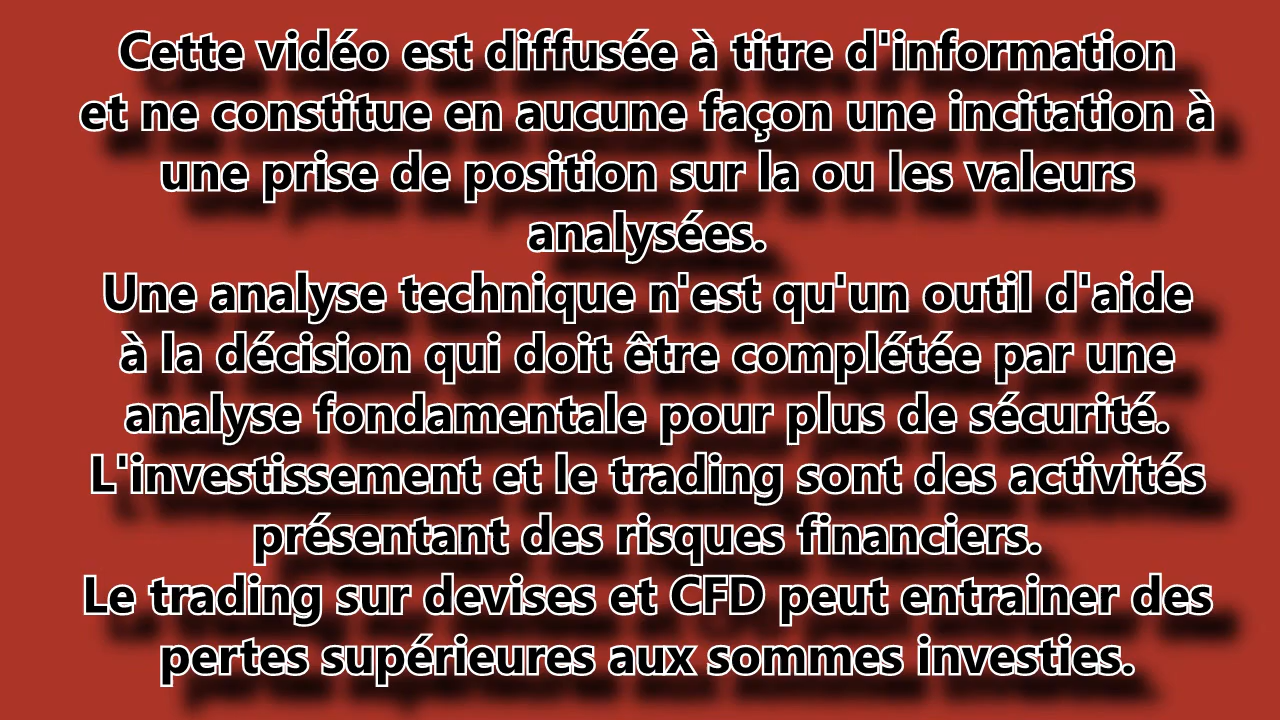 Cette vidéo est diffusée à titre d'information
et ne constitue en aucune façon une incitation à
une prise de position sur la ou les valeurs
analysées.
Une analyse technique n'est qu'un outil d'aide
à la décision qui doit être complétée par une
analyse fondamentale pour plus de sécurité.
L'investissement et le trading sont des activités
présentant des risques financiers.
Le trading sur devises et CFD peut entrainer des
pertes supérieures aux sommes investies.